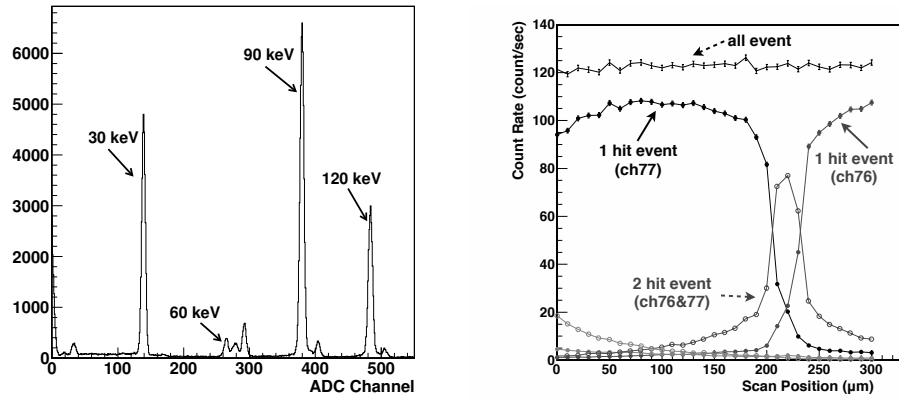 6000
5000
4000
3000
2000
1000
0
0
100
200
300
400
500
ADC Channel
30 keV
60 keV
90 keV
120 keV
140
120
100
80
60
40
20
0
0
50
100
150
200
250
300
Count Rate (count/sec)
Scan Position (µm)
all event
1 hit event
(ch77)
1 hit event
(ch76)
2 hit event
(ch76&77)